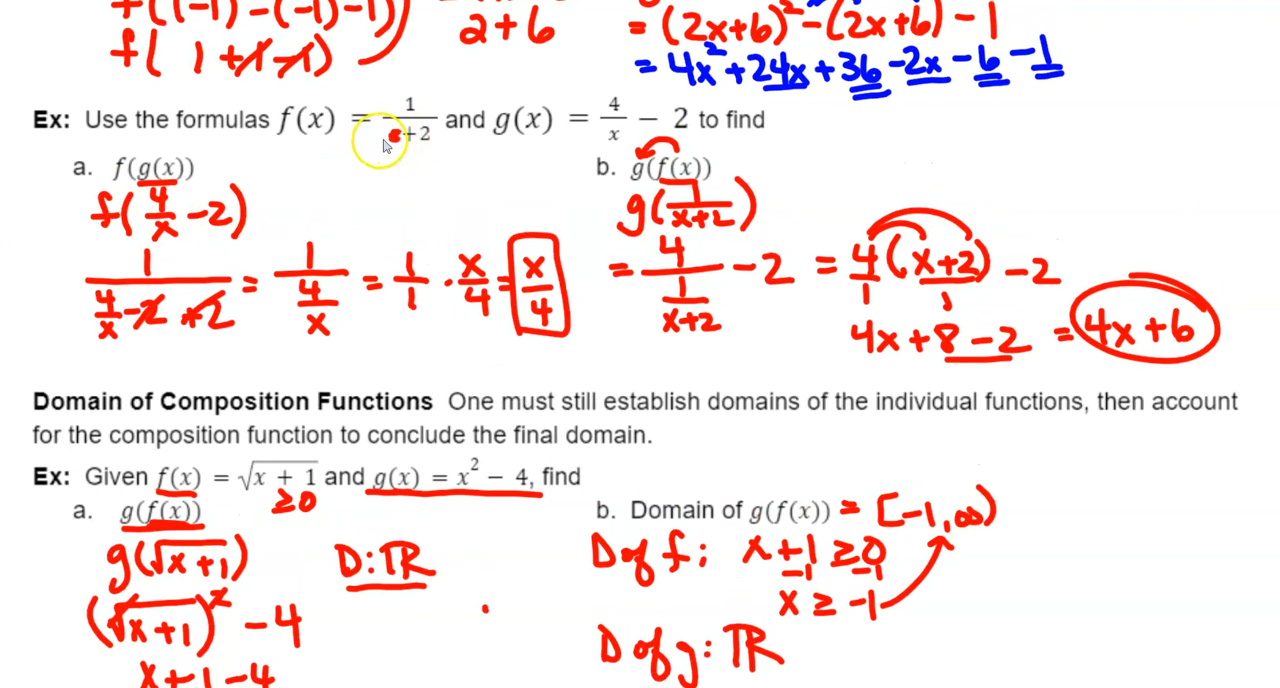 f((-1) - (-1) - 1)
f( 1 + 1 - 1)
2 + 6
= (2x+6)² - (2x+6) - 1
= 4x² + 24x + 36 - 2x - 6 - 1
Ex: Use the formulas f(x) = 1/(x+2) and g(x) = 4/x − 2 to find
a. f(g(x))
f(4/x - 2)
1/(4/x - 2 + 2) = 1/(4/x) = 1/1 · x/4 = x/4
b. g(f(x))
g(1/(x+2))
= 4/(1/(x+2)) - 2 = 4/1 (x+2)/1 - 2
4x + 8 - 2 = 4x + 6
Domain of Composition Functions One must still establish domains of the individual functions, then account
for the composition function to conclude the final domain.
Ex: Given f(x) = √(x + 1) and g(x) = x² − 4, find
≥0
a. g(f(x))
g(√x+1)
D: ℝ
(√x+1)² - 4
x + 1 - 4
b. Domain of g(f(x)) = [-1, ∞)
D of f: x + 1 ≥ 0
-1 -1
x ≥ -1
D of g: ℝ